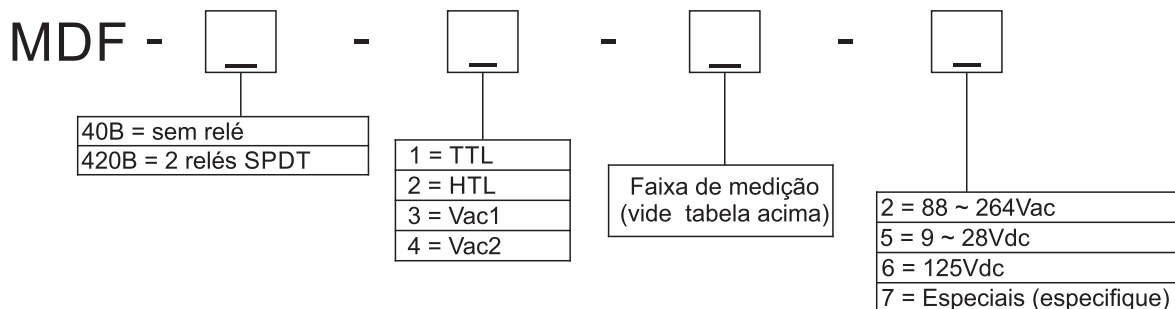 MDF - _ - _ - _ - _
40B = sem relé
420B = 2 relés SPDT
1 = TTL
2 = HTL
3 = Vac1
4 = Vac2
Faixa de medição
(vide tabela acima)
2 = 88 ~ 264Vac
5 = 9 ~ 28Vdc
6 = 125Vdc
7 = Especiais (especifique)